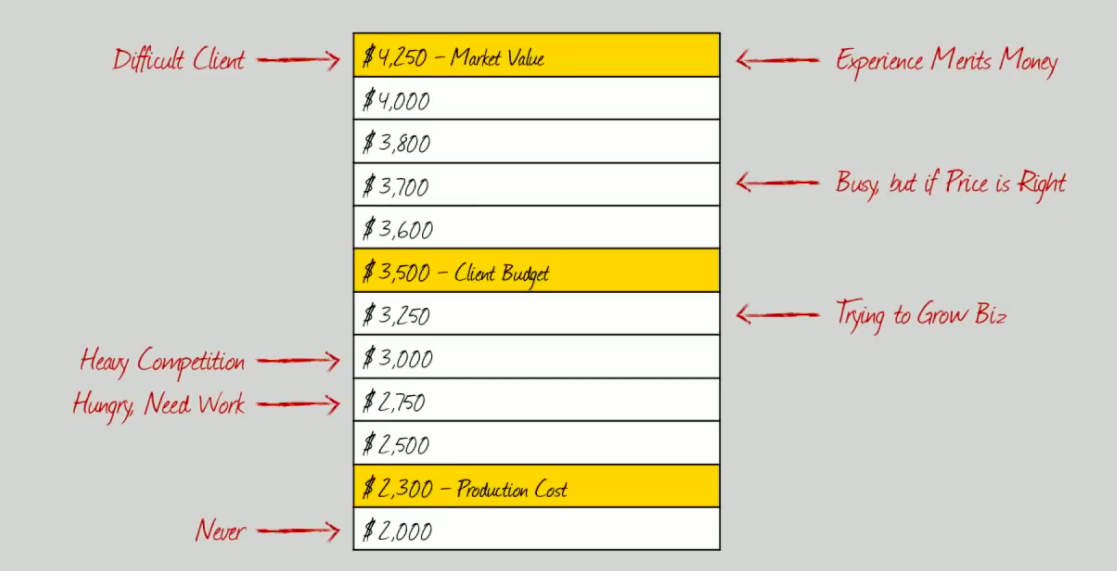 Difficult Client
$4,250 – Market Value
Experience Merits Money
$4,000
$3,800
$3,700
Busy, but if Price is Right
$3,600
$3,500 – Client Budget
$3,250
Trying to Grow Biz
Heavy Competition
$3,000
Hungry, Need Work
$2,750
$2,500
$2,300 – Production Cost
Never
$2,000